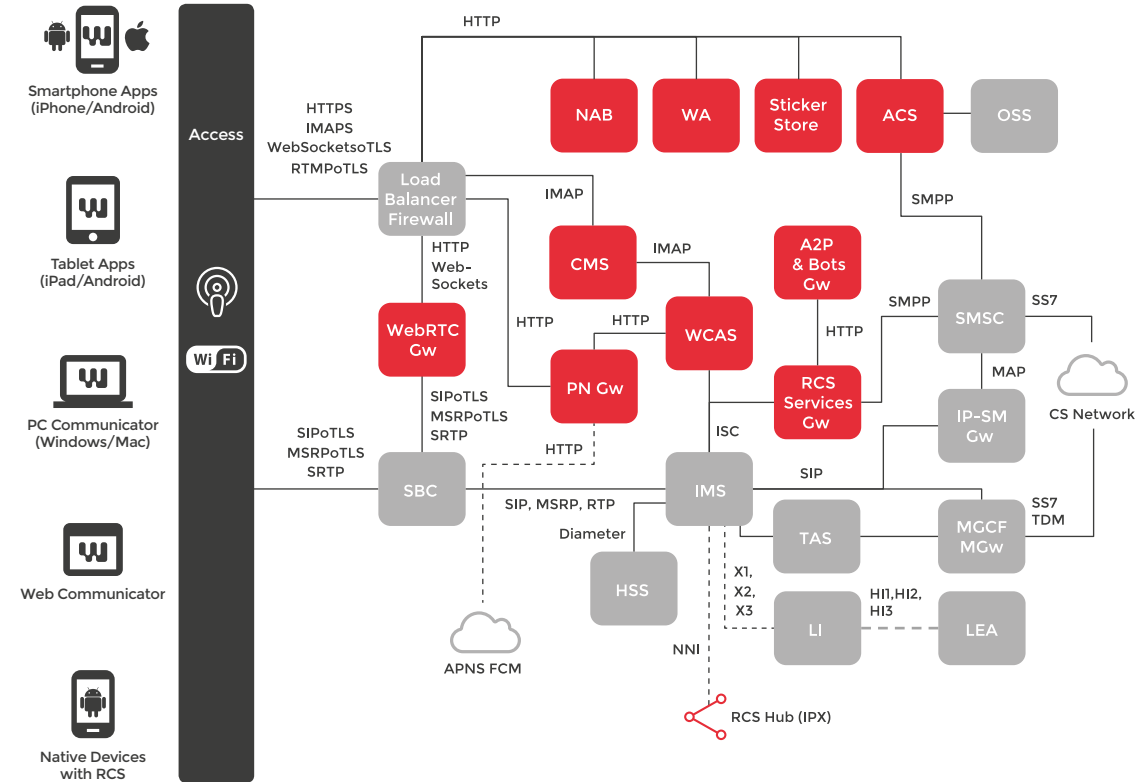 Smartphone Apps
(iPhone/Android)
Tablet Apps
(iPad/Android)
PC Communicator
(Windows/Mac)
Web Communicator
Native Devices
with RCS
Access
Wi Fi
HTTPS
IMAPS
WebSocketsoTLS
RTMPoTLS
SIPoTLS
MSRPoTLS
SRTP
HTTP
Load
Balancer
Firewall
HTTP
Web-
Sockets
WebRTC
Gw
SIPoTLS
MSRPoTLS
SRTP
SBC
NAB
WA
Sticker
Store
ACS
OSS
IMAP
CMS
IMAP
HTTP
HTTP
WCAS
PN Gw
HTTP
APNS FCM
A2P
& Bots
Gw
HTTP
RCS
Services
Gw
SMPP
SMPP
SMSC
SS7
MAP
IP-SM
Gw
CS Network
ISC
IMS
SIP
SIP, MSRP, RTP
Diameter
HSS
TAS
MGCF
MGw
SS7
TDM
X1,
X2,
X3
LI
HI1,HI2,
HI3
LEA
NNI
RCS Hub (IPX)